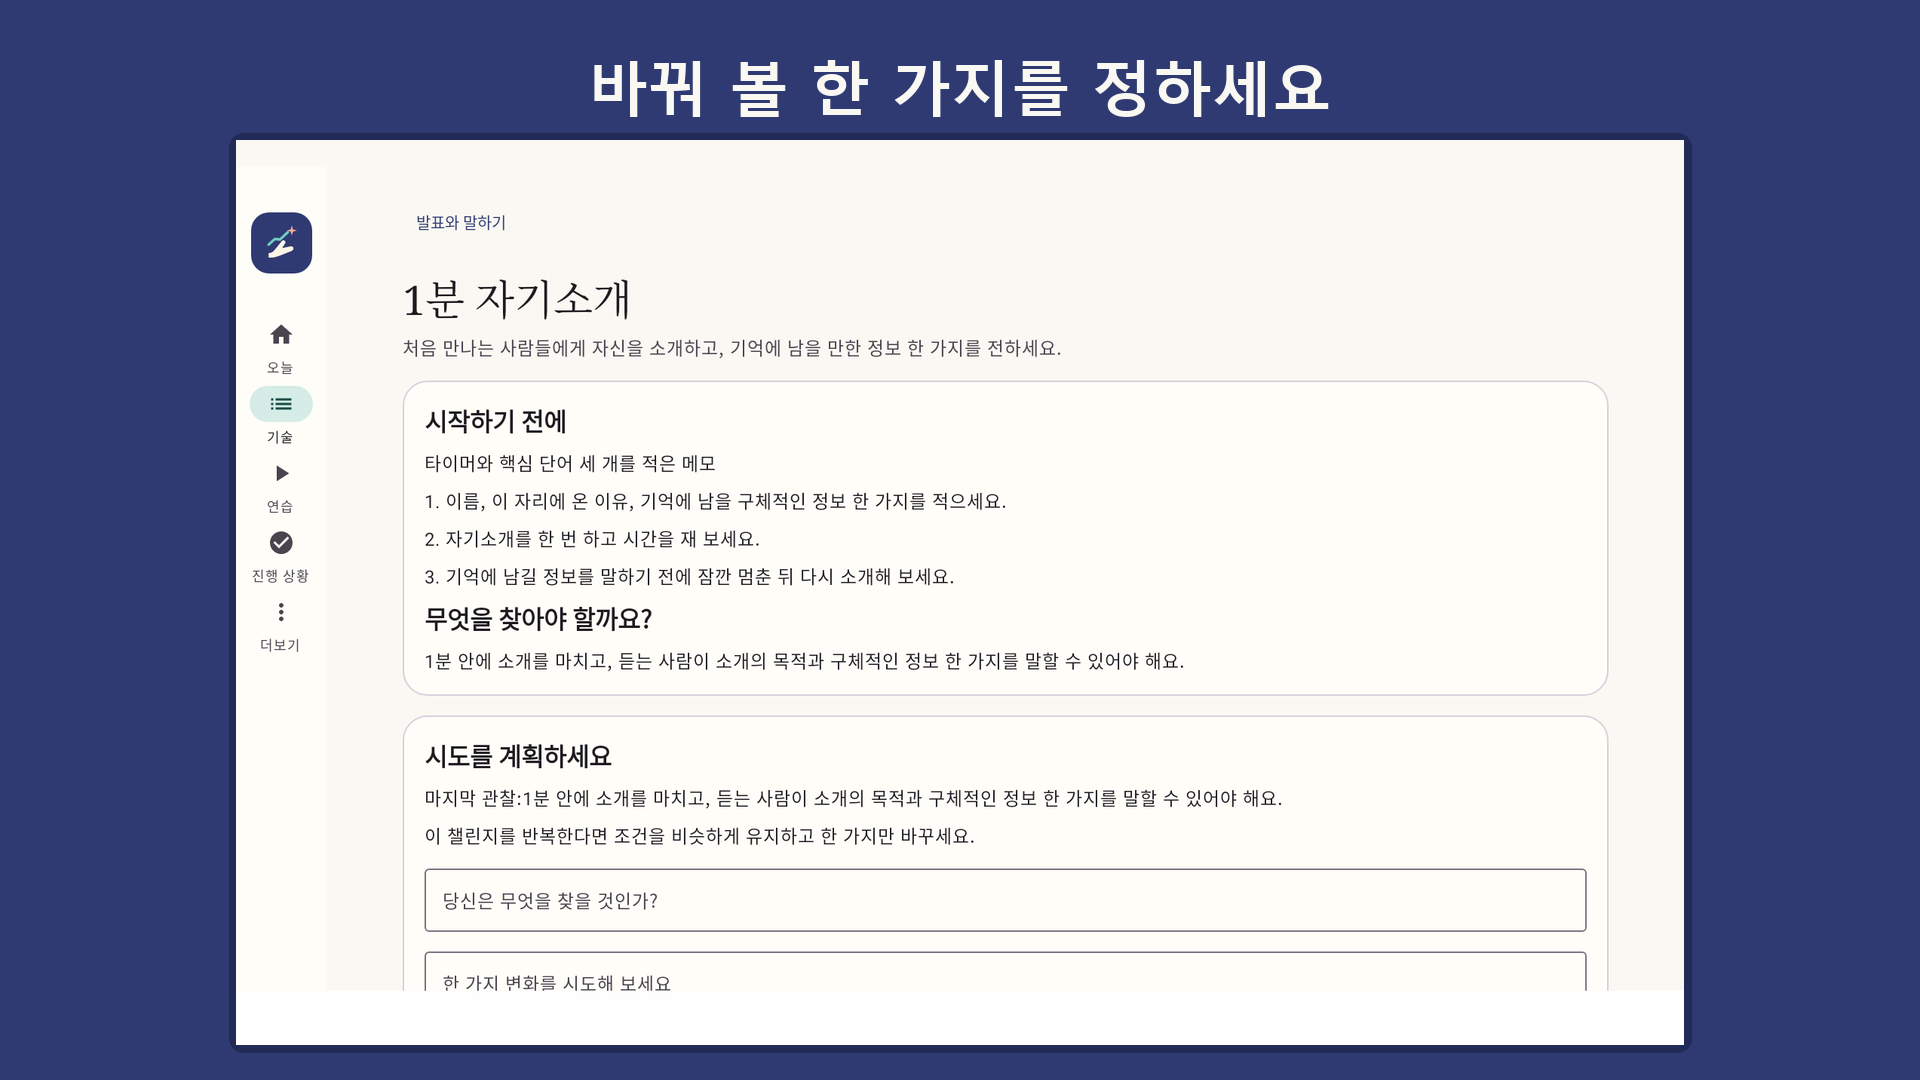 바꿔 볼 한 가지를 정하세요
발표와 말하기
1분 자기소개
처음 만나는 사람들에게 자신을 소개하고, 기억에 남을 만한 정보 한 가지를 전하세요.
오늘
기술
연습
진행 상황
더보기
시작하기 전에
타이머와 핵심 단어 세 개를 적은 메모
1. 이름, 이 자리에 온 이유, 기억에 남을 구체적인 정보 한 가지를 적으세요.
2. 자기소개를 한 번 하고 시간을 재 보세요.
3. 기억에 남길 정보를 말하기 전에 잠깐 멈춘 뒤 다시 소개해 보세요.
무엇을 찾아야 할까요?
1분 안에 소개를 마치고, 듣는 사람이 소개의 목적과 구체적인 정보 한 가지를 말할 수 있어야 해요.
시도를 계획하세요
마지막 관찰:1분 안에 소개를 마치고, 듣는 사람이 소개의 목적과 구체적인 정보 한 가지를 말할 수 있어야 해요.
이 챌린지를 반복한다면 조건을 비슷하게 유지하고 한 가지만 바꾸세요.
당신은 무엇을 찾을 것인가?
한 가지 변화를 시도해 보세요